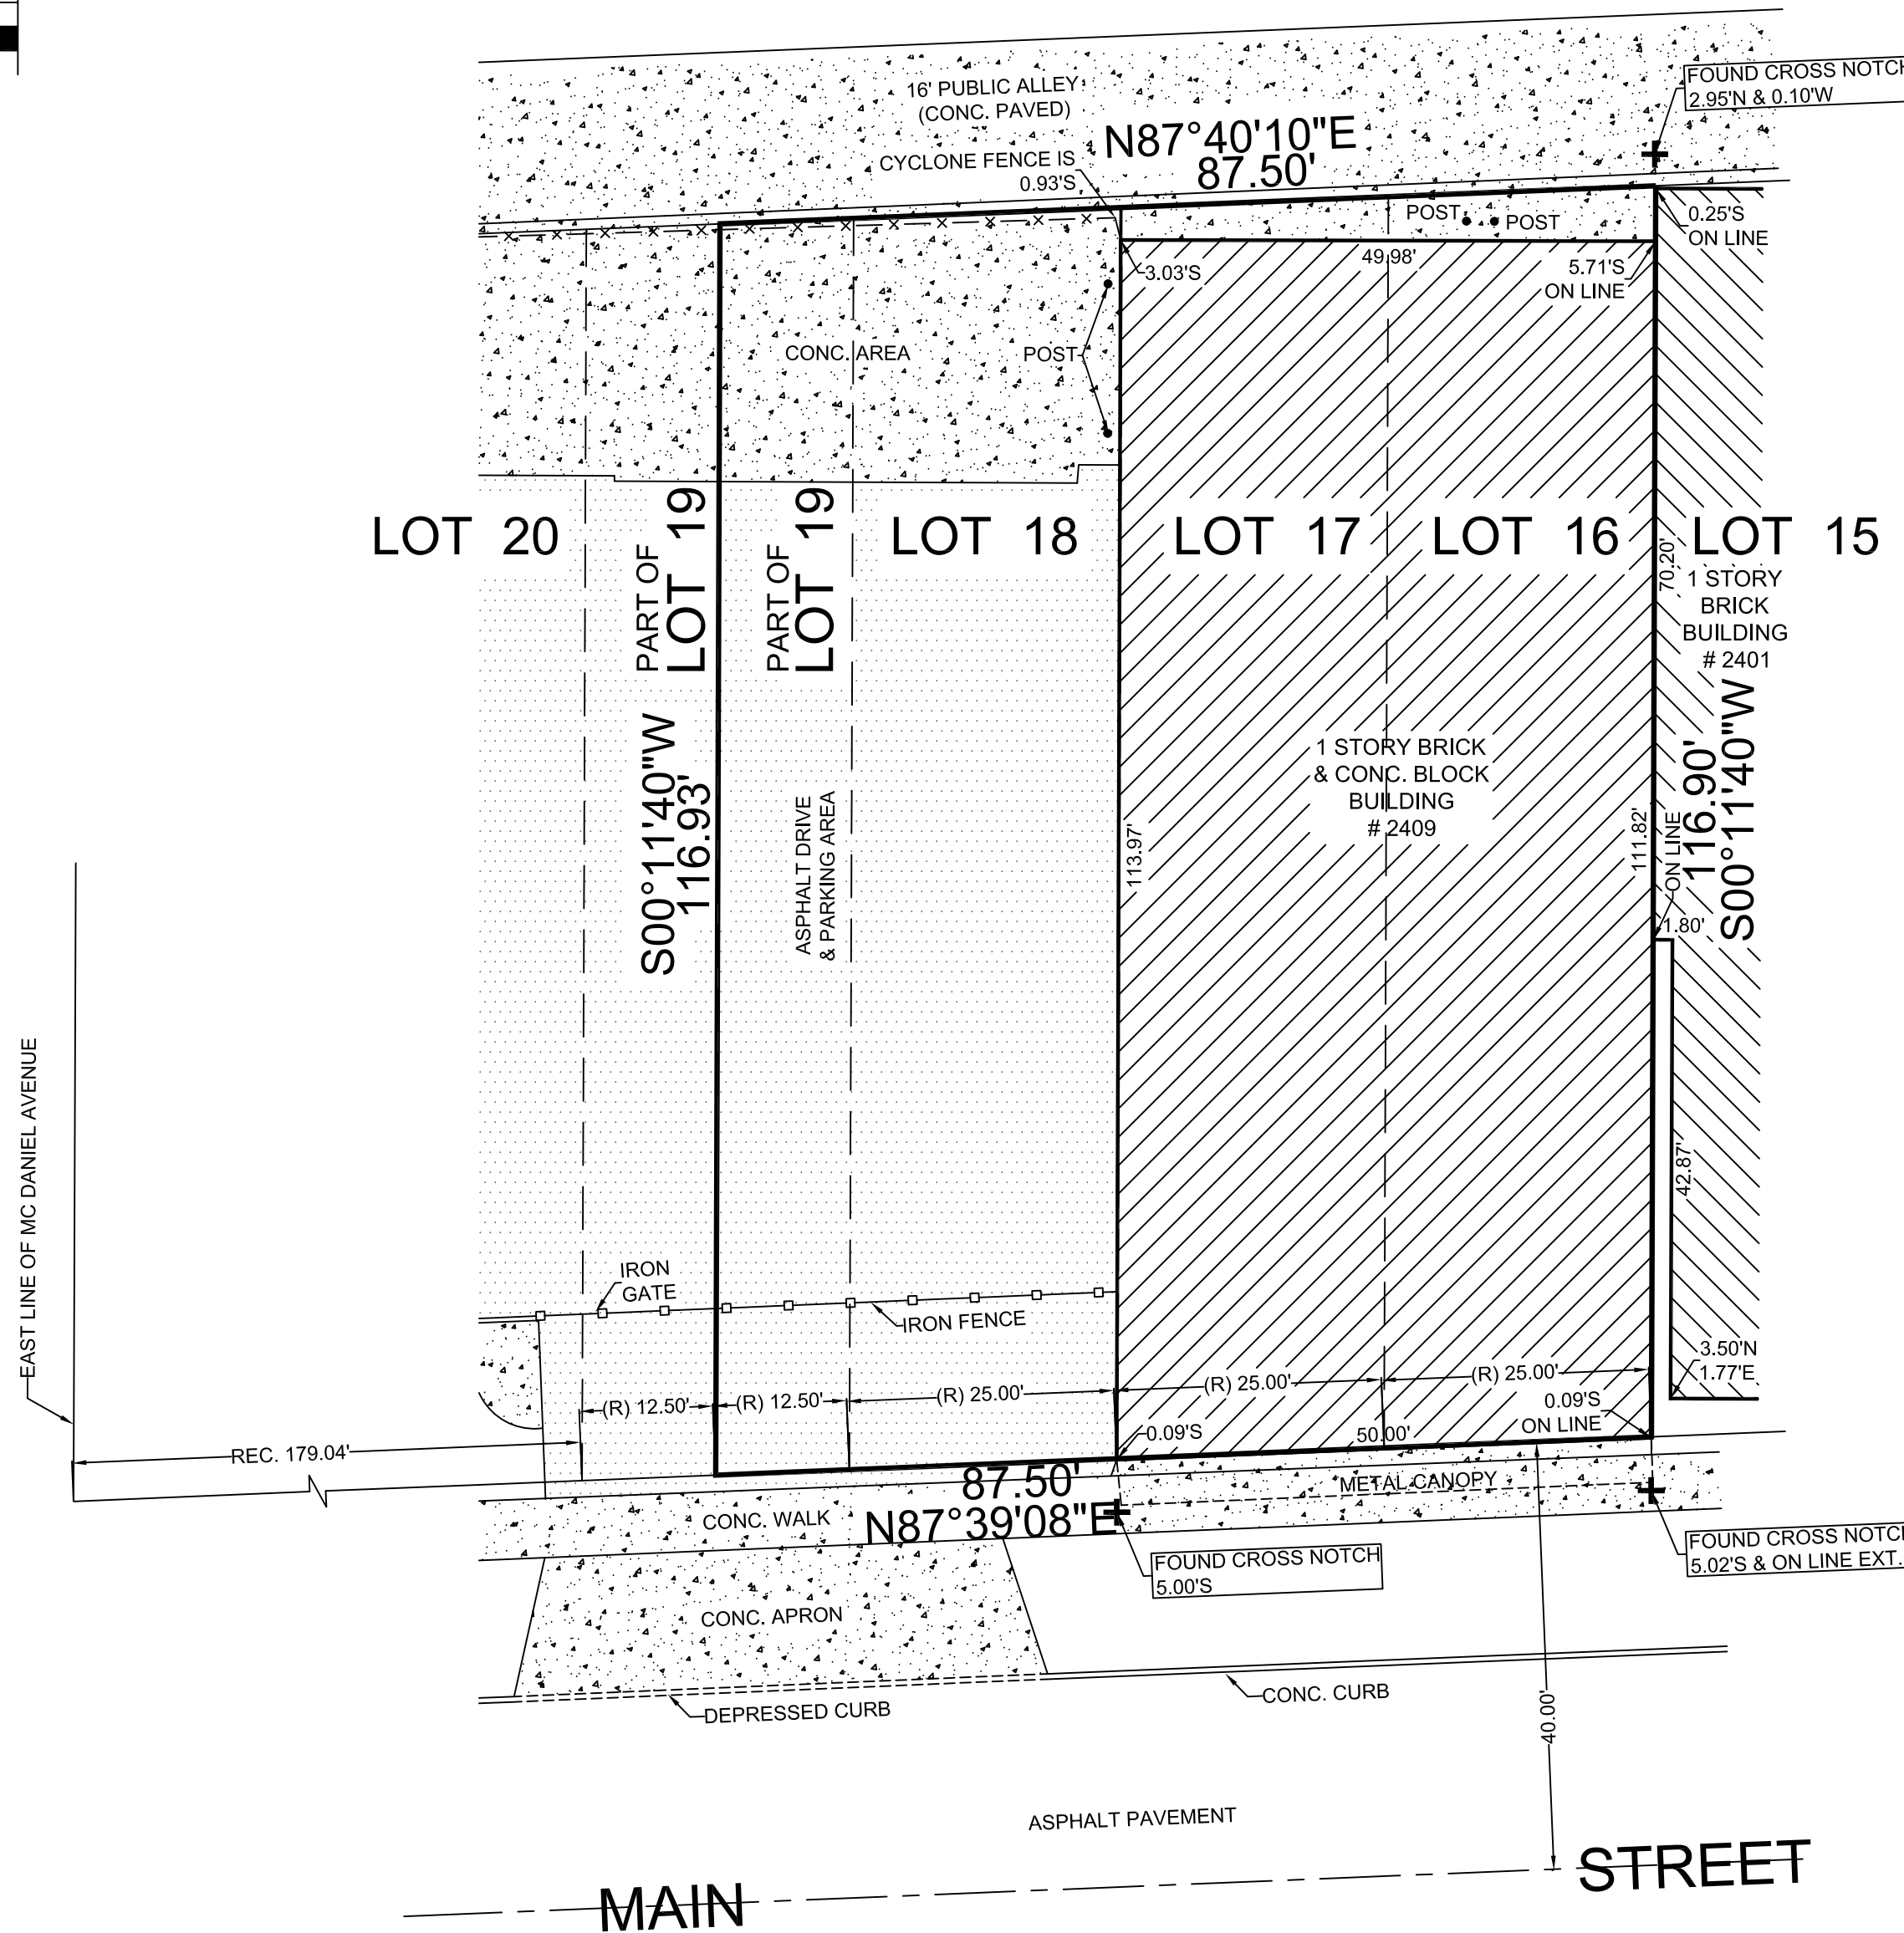 16' PUBLIC ALLEY
(CONC. PAVED)
N87°40'10"E
87.50'
FOUND CROSS NOTCH
2.95'N & 0.10'W
CYCLONE FENCE IS
0.93'S
POST
POST
0.25'S
ON LINE
3.03'S
49.98'
5.71'S
ON LINE
CONC. AREA
POST
LOT 20
PART OF
LOT 19
PART OF
LOT 19
LOT 18
LOT 17
LOT 16
LOT 15
70.20'
1 STORY
BRICK
BUILDING
# 2401
S00°11'40"W
116.93'
ASPHALT DRIVE
& PARKING AREA
1 STORY BRICK
& CONC. BLOCK
BUILDING
# 2409
113.97'
111.82'
ON LINE
116.90'
S00°11'40"W
1.80'
42.87'
EAST LINE OF MC DANIEL AVENUE
IRON
GATE
IRON FENCE
3.50'N
1.77'E
(R) 12.50'
(R) 12.50'
(R) 25.00'
(R) 25.00'
(R) 25.00'
0.09'S
0.09'S
ON LINE
50.00'
REC. 179.04'
87.50'
N87°39'08"E
METAL CANOPY
CONC. WALK
FOUND CROSS NOTCH
5.00'S
FOUND CROSS NOTCH
5.02'S & ON LINE EXT.
CONC. APRON
DEPRESSED CURB
CONC. CURB
40.00'
ASPHALT PAVEMENT
MAIN STREET